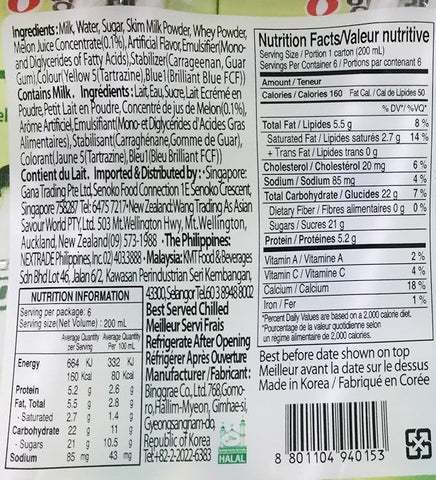 Ingredients: Milk, Water, Sugar, Skim Milk Powder, Whey Powder,
Melon Juice Concentrate(0.1%), Artificial Flavor, Emulsifier(Mono-
and Diglycerides of Fatty Acids), Stabilizer(Carrageenan, Guar
Gum), Colour(Yellow 5(Tartrazine), Blue1(Brilliant Blue FCF))
Contains Milk. Ingrédients: Lait, Eau, Sucre, Lait Ecrémé en
Poudre, Petit Lait en Poudre, Concentré de jus de Melon(0.1%),
Arôme Artificiel, Emulsifiant(Mono- et Diglycérides d'Acides Gras
Alimentaires), Stabilisant(Carraghénane, Gomme de Guar),
Colorant(Jaune 5(Tartrazine), Bleu1(Bleu Brilliant FCF))
Contient du Lait. Imported & Distributed by: · Singapore:
Gana Trading Pte Ltd, Senoko Food Connection 1E Senoko Crescent,
Singapore 758287 Tel: 6475 7217 · New Zealand: Wang Trading As Asian
Savour World PTY, Ltd. 503 Mt. Wellington Hwy, Mt. Wellington,
Auckland, New Zealand (09) 573-1988 · The Philippines:
NEXTRADE Philippines, Inc. 02) 403.3888 · Malaysia: KMT Food & Beverages
Sdn Bhd Lot 46, Jalan 6/2, Kawasan Perindustrian Seri Kembangan,
43300, Selangor Tel.60 3 8948 8002
Best Served Chilled
Meilleur Servi Frais
Refrigerate After Opening
Réfrigérer Après Ouverture
Manufacturer / Fabricant:
Binggrae Co., Ltd. 768, Gomo-
ro, Hallim-Myeon, Gimhae-si,
Gyeongsangnam-do,
Republic of Korea
Tel:+82-2-2022-6383
HALAL
NUTRITION INFORMATION
Serving per package: 6
Serving size(Net Volume) : 200 mL
Average Quantity per Serving Average Quantity Per 100 mL
Energy 664 KJ 332 KJ
160 Kcal 80 Kcal
Protein 5.2 g 2.6 g
Fat, Total 5.5 g 2.8 g
- Saturated 2.7 g 1.4 g
Carbohydrate 22 g 11 g
- Sugars 21 g 10.5 g
Sodium 85 mg 43 mg
Nutrition Facts/Valeur nutritive
Serving Size / Portion 1 carton (200 mL)
Servings Per Container 6 / Portions par contenant 6
Amount / Teneur
Calories / Calories 160 Fat Cal. / Cal de Lipides 50
% DV*/ %VQ*
Total Fat / Lipides 5.5 g 8 %
Saturated Fat / Lipides saturés 2.7 g 14 %
+ Trans Fat / Lipides trans 0 g
Cholesterol / Cholestérol 20 mg 6 %
Sodium / Sodium 85 mg 4 %
Total Carbohydrate / Glucides 22 g 7 %
Dietary Fiber / Fibres alimentaires 0 g 0 %
Sugars / Sucres 21 g
Protein / Protéines 5.2 g
Vitamin A / Vitamine A 2 %
Vitamin C / Vitamine C 4 %
Calcium / Calcium 18 %
Iron / Fer 1 %
*Percent Daily Values are based on a 2,000 calorie diet.
*Pourcentage de la valeur quotidienne selon
un régime alimentaire de 2,000 calories.
Best before date shown on top
Meilleur avant la date sur le dessus
Made in Korea / Fabriqué en Corée
8 801104 940153